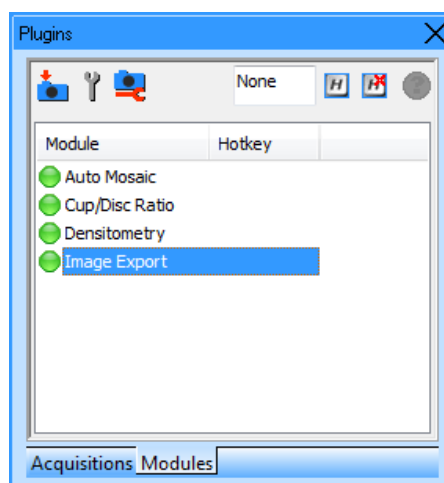 Plugins
None
H
H
?
Module Hotkey
Auto Mosaic
Cup/Disc Ratio
Densitometry
Image Export
Acquisitions Modules